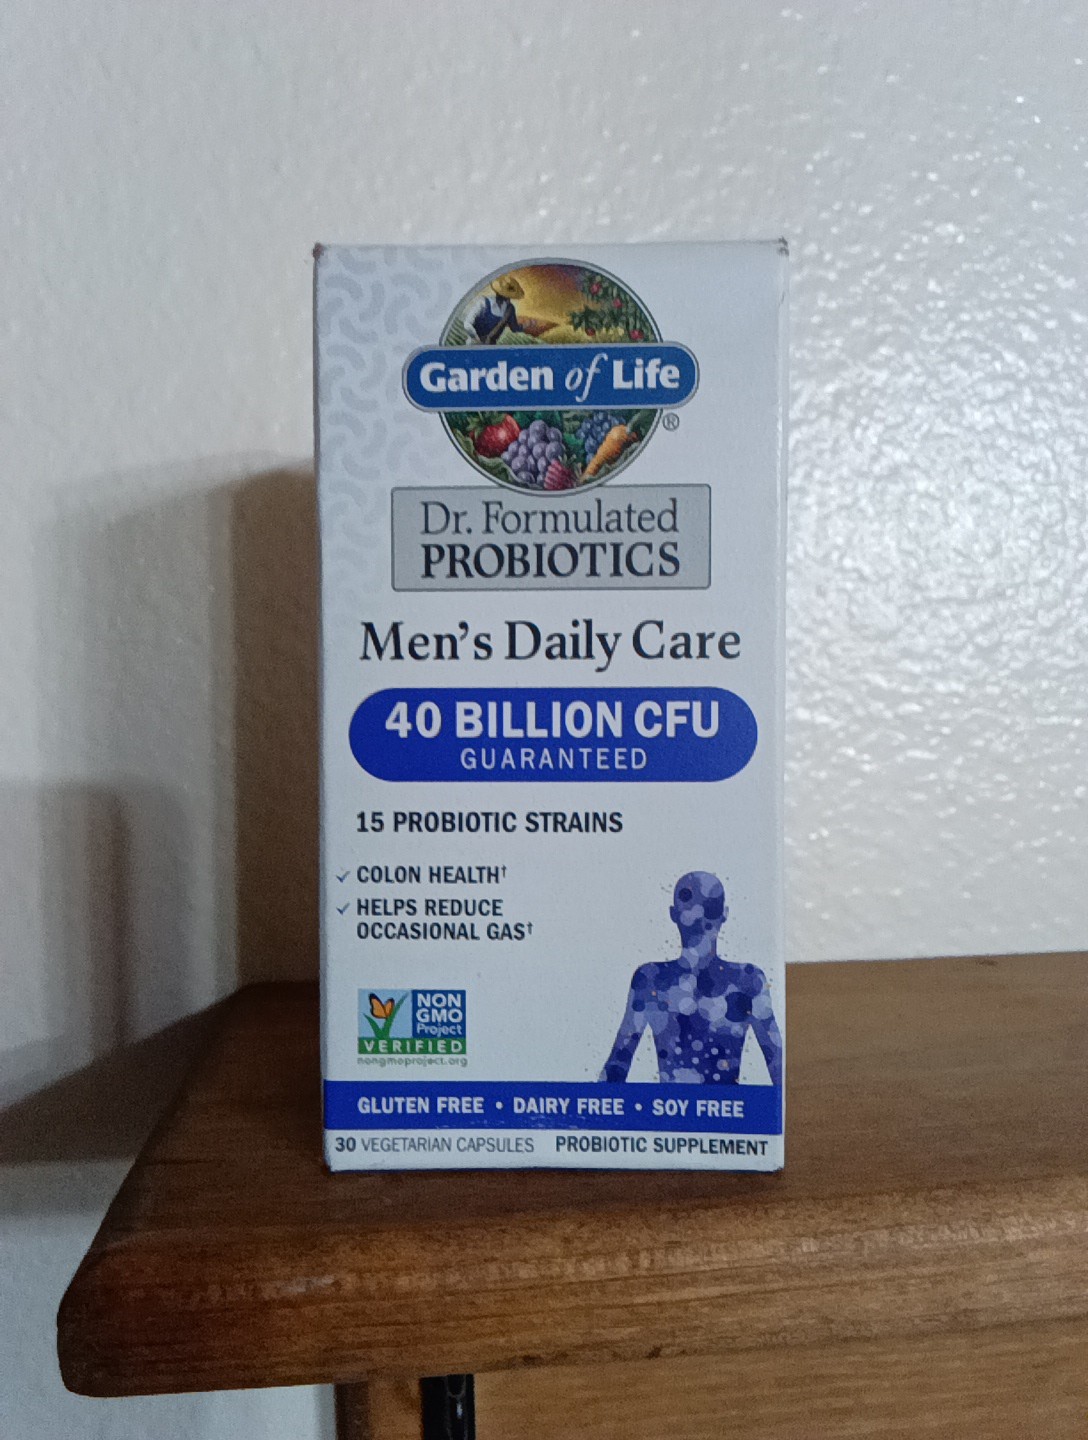 Garden of Life
®
Dr. Formulated
PROBIOTICS
Men's Daily Care
40 BILLION CFU
GUARANTEED
15 PROBIOTIC STRAINS
✓ COLON HEALTH†
✓ HELPS REDUCE
OCCASIONAL GAS†
NON
GMO
Project
VERIFIED
nongmoproject.org
GLUTEN FREE • DAIRY FREE • SOY FREE
30 VEGETARIAN CAPSULES PROBIOTIC SUPPLEMENT